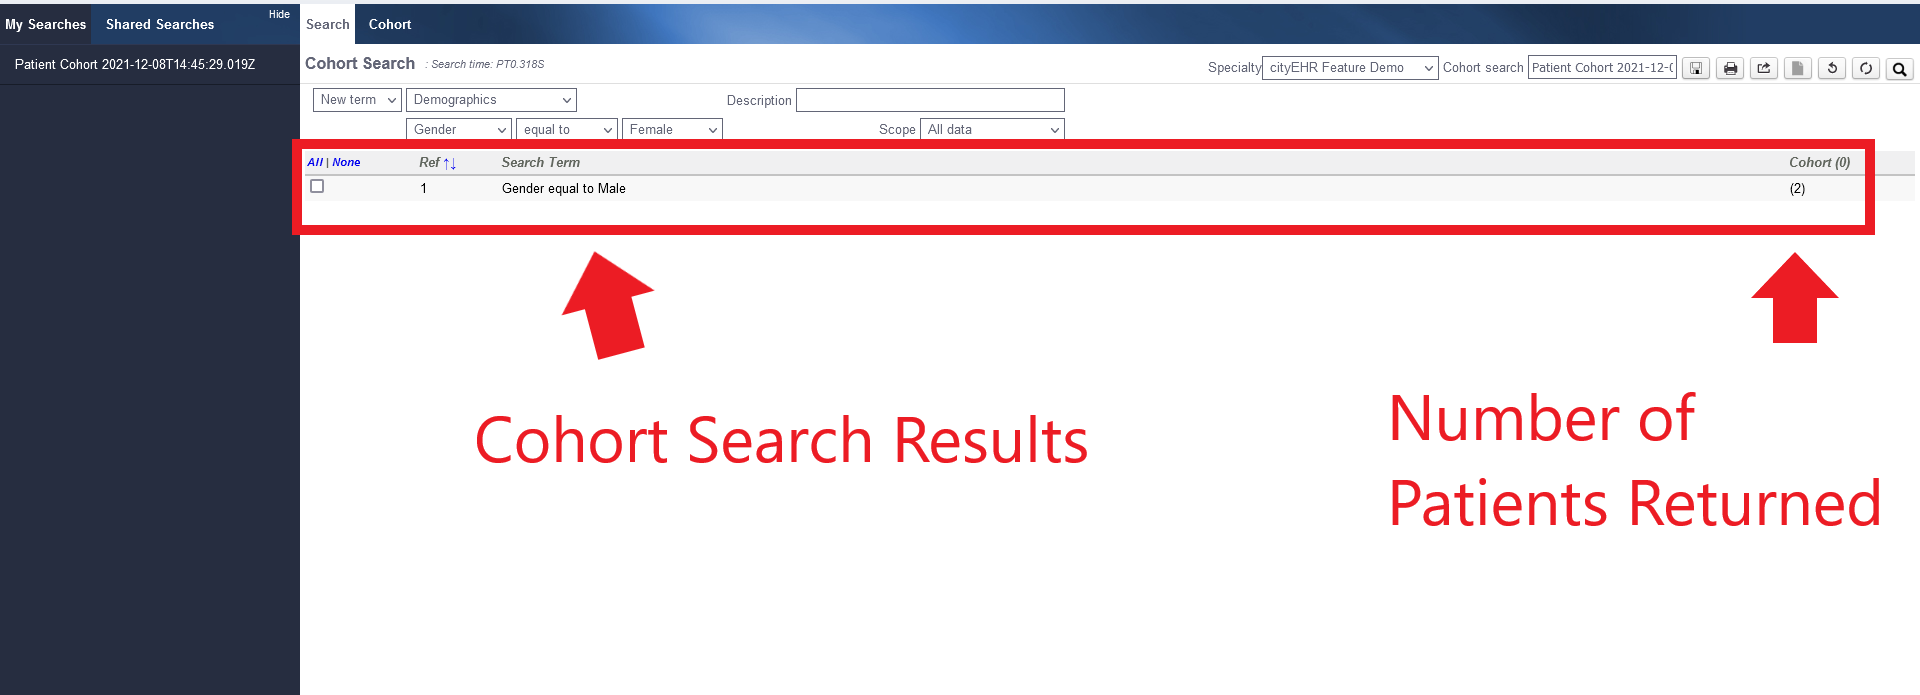 My Searches Shared Searches Hide Search Cohort
Patient Cohort 2021-12-08T14:45:29.019Z
Cohort Search : Search time: PT0.318S Specialty cityEHR Feature Demo Cohort search Patient Cohort 2021-12-0
New term Demographics Description
Gender equal to Female Scope All data
All | None Ref ↑↓ Search Term Cohort (0)
1 Gender equal to Male (2)
Cohort Search Results
Number of
Patients Returned